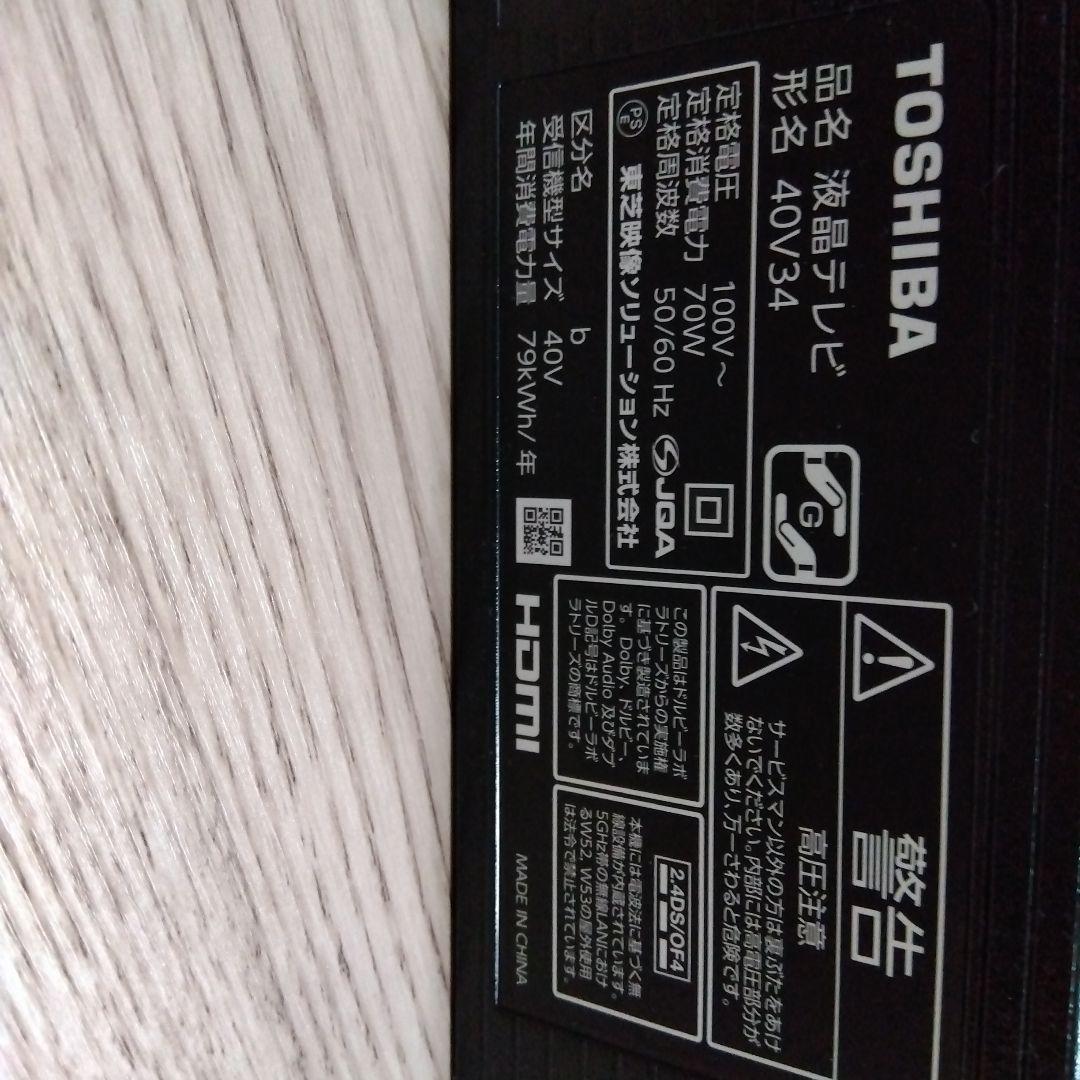 TOSHIBA
品名 液晶テレビ
形名 40V34
G
定格電圧 100V～
定格消費電力 70W
定格周波数 50/60 Hz
JQA
PS
E
東芝映像ソリューション株式会社
区分名 b
受信機型サイズ 40V
年間消費電力量 79kWh/年
HDMI
警告
高圧注意
サービスマン以外の方は裏ぶたをあけ
ないでください。内部には高電圧部分が
数多くあり、万一さわると危険です。
この製品はドルビーラボ
ラトリーズからの実施権
に基づき製造されていま
す。Dolby、ドルビー、
Dolby Audio 及びダブ
ルD記号はドルビーラボ
ラトリーズの商標です。
2.4DS/OF4
本機には電波法に基づく無
線設備が内蔵されています。
5GHz帯の無線LANにおけ
るW52, W53の屋外使用
は法令で禁止されています。
MADE IN CHINA